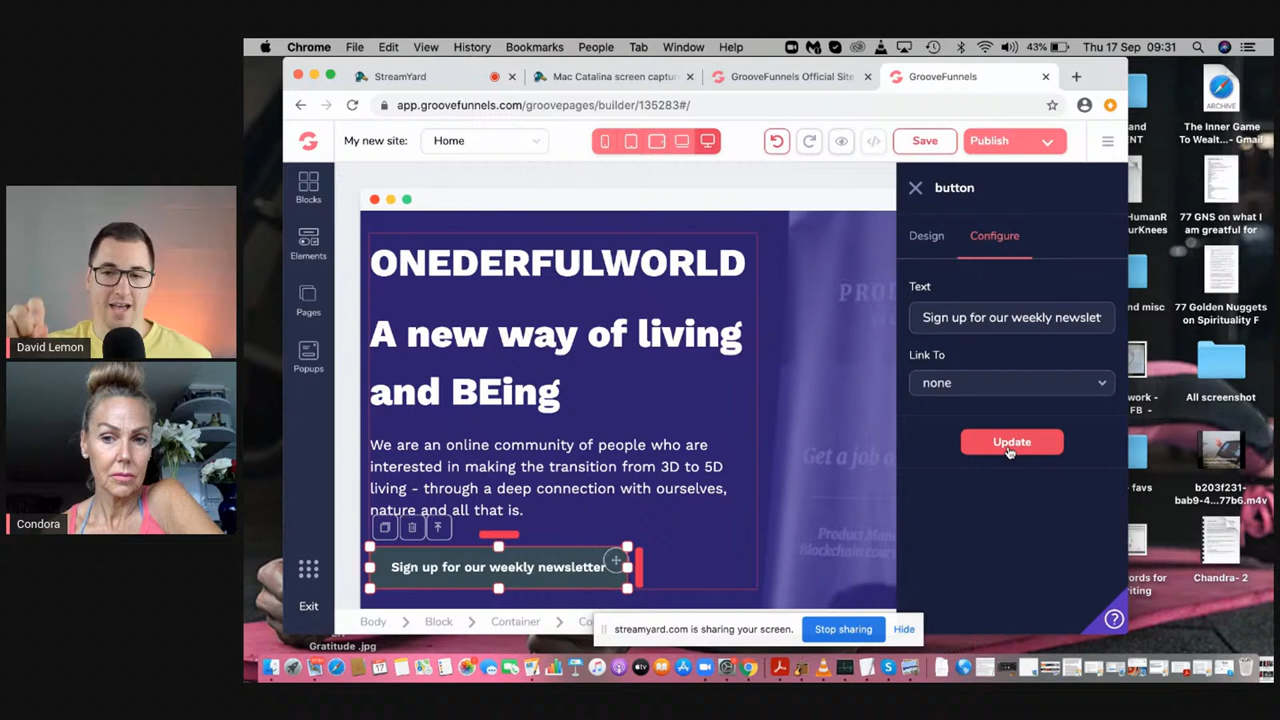 Chrome File Edit View History Bookmarks People Tab Window Help 43% Thu 17 Sep 09:31
StreamYard
Mac Catalina screen captur
GrooveFunnels Official Site
GrooveFunnels
app.groovefunnels.com/groovepages/builder/135283#/
My new site: Home
Save
Publish
Blocks
Elements
Pages
Popups
Exit
ONEDERFULWORLD
A new way of living
and BEing
We are an online community of people who are
interested in making the transition from 3D to 5D
living - through a deep connection with ourselves,
nature and all that is.
Sign up for our weekly newsletter
Body
Block
Container
Get a job
button
Design
Configure
Text
Sign up for our weekly newslet
Link To
none
Update
streamyard.com is sharing your screen.
Stop sharing
Hide
David Lemon
Condora
ARCHIVE
The Inner Game
To Wealt...- Gmail
77 GNS on what I
am greatful for
77 Golden Nuggets
on Spirituality F
All screenshot
b203f231-
bab9-4....77b6.m4v
Chandra- 2
Gratitude .jpg